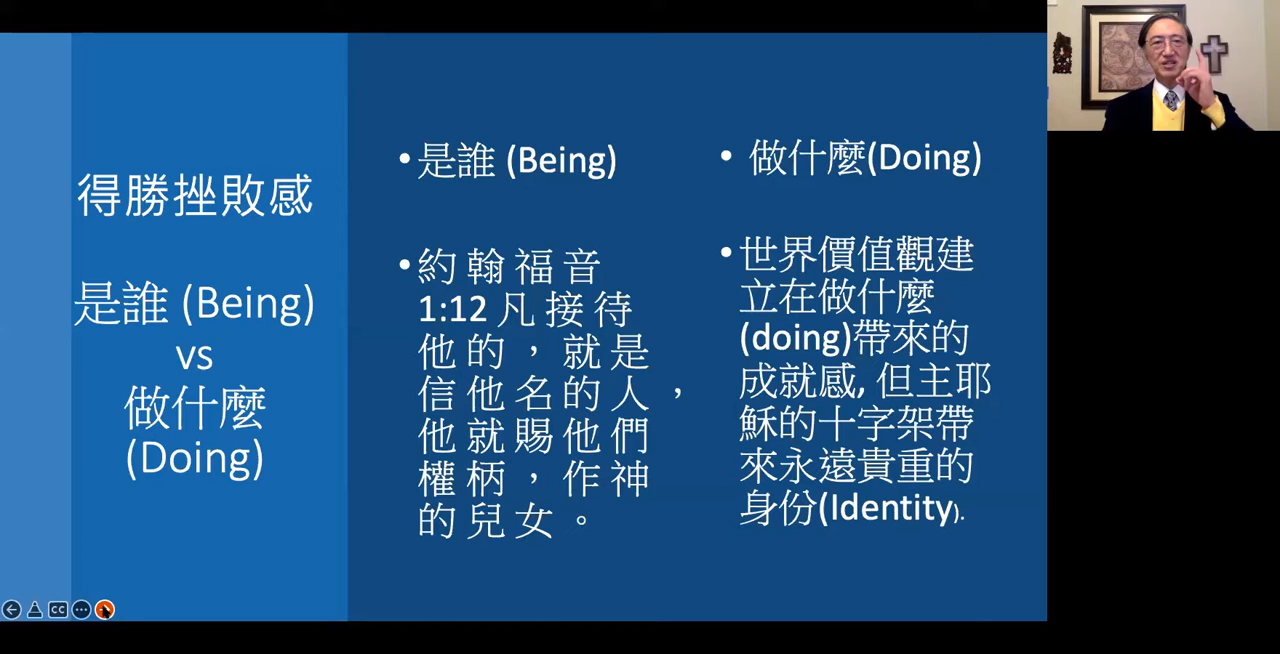 得勝挫敗感
是誰 (Being)
vs
做什麼
(Doing)
•是誰 (Being)
•約翰福音
1:12 凡接待
他的，就是
信他名的人，
他就賜他們
權柄，作神
的兒女。
• 做什麼(Doing)
•世界價值觀建
立在做什麼
(doing)帶來的
成就感, 但主耶
穌的十字架帶
來永遠貴重的
身份(Identity).
CC